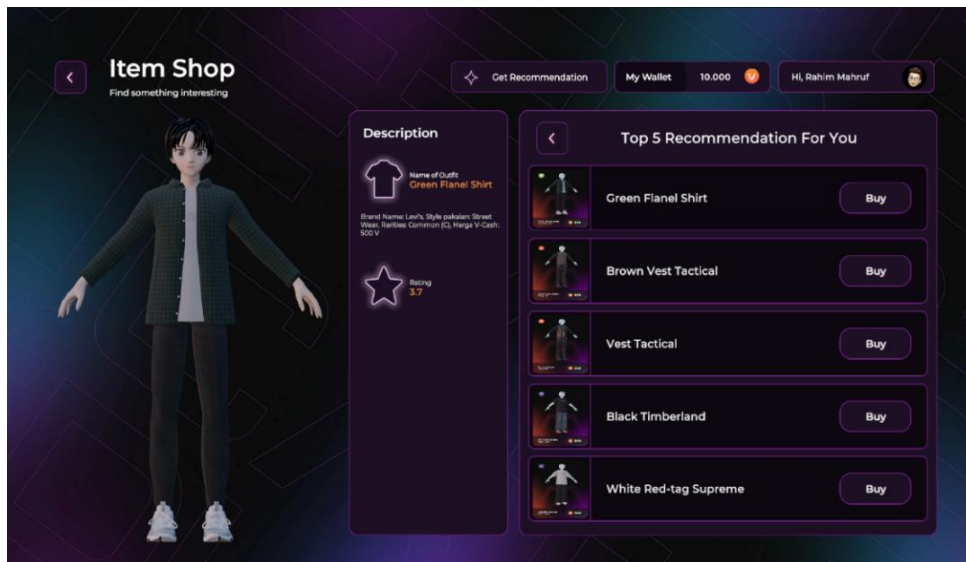 Item Shop
Find something interesting
Get Recommendation
My Wallet 10.000 V
Hi, Rahim Mahruf
Description
Name of Outfit
Green Flanel Shirt
Brand Name: Levi's, Style pakaian: Street
Wear, Rarities: Common (C), Harga V-Cash:
500 V
Rating
3.7
Top 5 Recommendation For You
Green Flanel Shirt Buy
Brown Vest Tactical Buy
Vest Tactical Buy
Black Timberland Buy
White Red-tag Supreme Buy